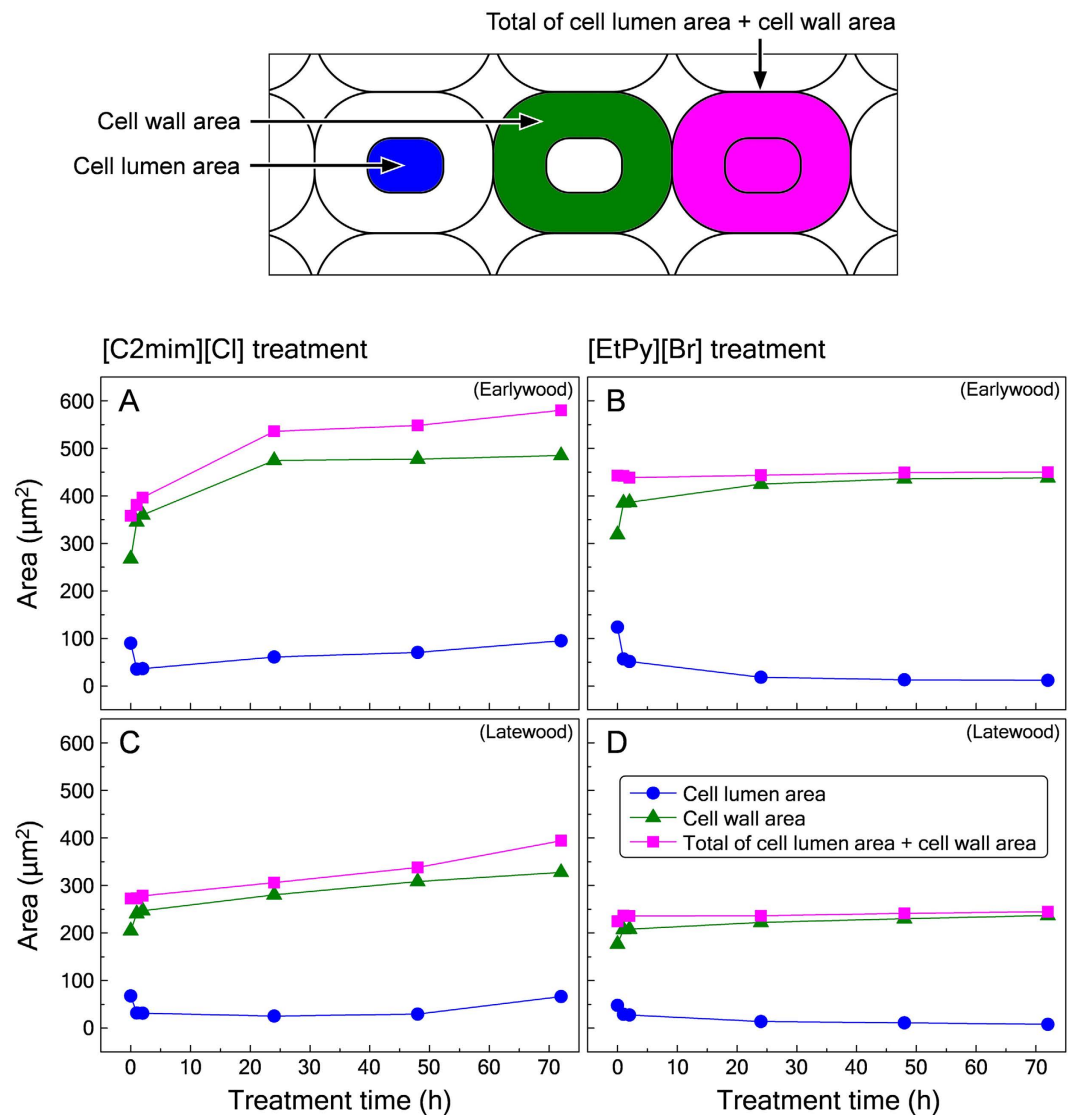 Total of cell lumen area + cell wall area
Cell wall area
Cell lumen area
[C2mim][Cl] treatment
[EtPy][Br] treatment
A
(Earlywood)
B
(Earlywood)
600
500
400
300
200
100
0
Area (µm²)
C
(Latewood)
D
(Latewood)
600
500
400
300
200
100
0
Area (µm²)
Cell lumen area
Cell wall area
Total of cell lumen area + cell wall area
0 10 20 30 40 50 60 70
0 10 20 30 40 50 60 70
Treatment time (h)
Treatment time (h)